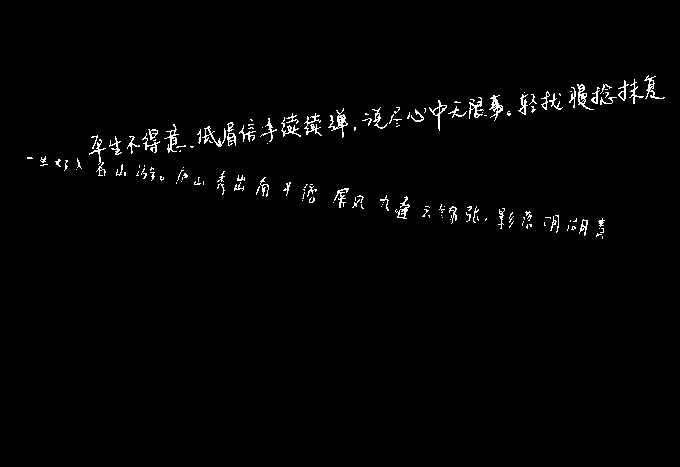 平生不得意。低眉信手续续弹,说尽心中无限事。轻找慢捻抹复
一生好入名山游。庐山秀出南斗傍屏风九叠云锦张.影落明湖青